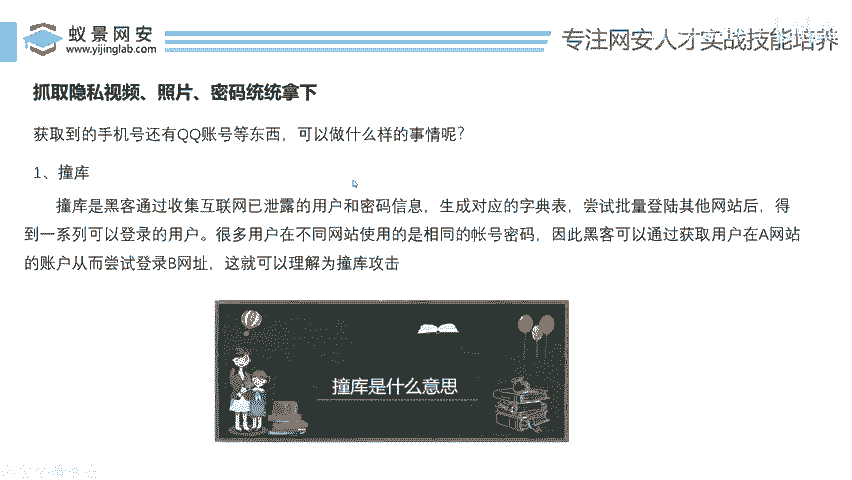 蚁景网安
www.yijinglab.com
专注网安人才实战技能培养
抓取隐私视频、照片、密码统统拿下
获取到的手机号还有QQ账号等东西，可以做什么样的事情呢？
1、撞库
撞库是黑客通过收集互联网已泄露的用户和密码信息，生成对应的字典表，尝试批量登陆其他网站后，得
到一系列可以登录的用户。很多用户在不同网站使用的是相同的帐号密码，因此黑客可以通过获取用户在A网站
的账户从而尝试登录B网址，这就可以理解为撞库攻击
撞库是什么意思